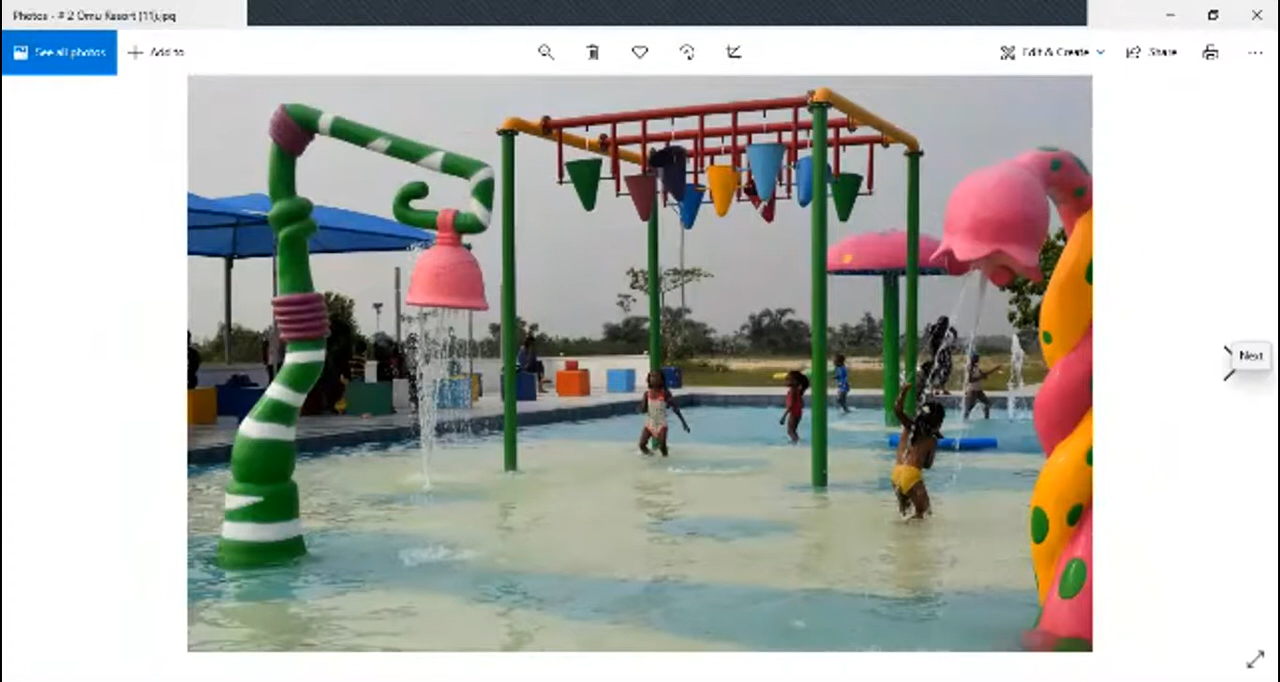 Photos - # 2 Omu Resort (11).jpg
See all photos
Add to
Edit & Create
Share
Next